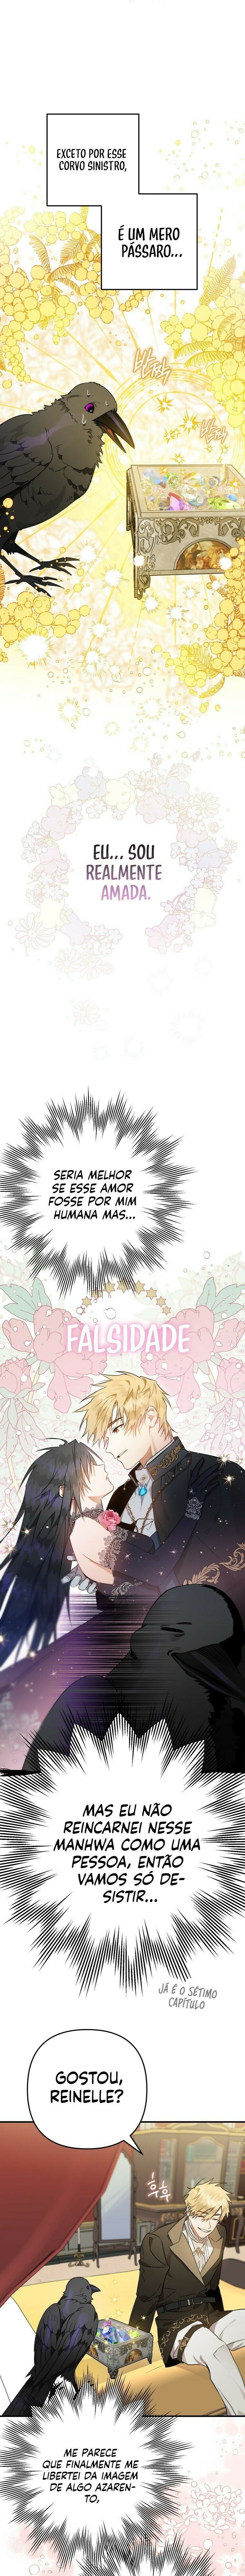 EXCETO POR ESSE
CORVO SINISTRO,
É UM MERO
PÁSSARO...
EU... SOU
REALMENTE
AMADA.
SERIA MELHOR
SE ESSE AMOR
FOSSE POR MIM
HUMANA MAS...
FALSIDADE
MAS EU NÃO
REINCARNEI NESSE
MANHWA COMO UMA
PESSOA, ENTÃO
VAMOS SÓ DE-
SISTIR...
JÁ É O SÉTIMO
CAPÍTULO
GOSTOU,
REINELLE?
후후
ME PARECE
QUE FINALMENTE ME
LIBERTEI DA IMAGEM
DE ALGO AZAREN-
TO,